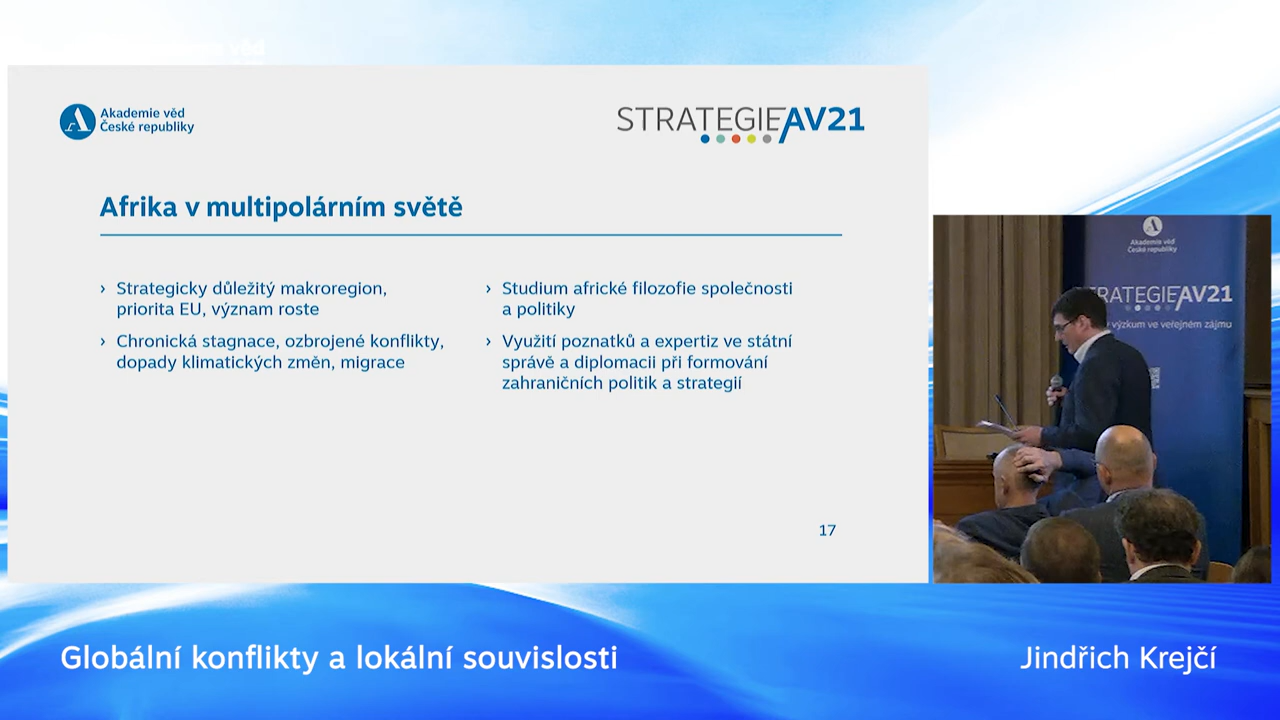 Akademie věd
České republiky
STRATEGIE AV21
Afrika v multipolárním světě
› Strategicky důležitý makroregion,
priorita EU, význam roste
› Chronická stagnace, ozbrojené konflikty,
dopady klimatických změn, migrace
› Studium africké filozofie společnosti
a politiky
› Využití poznatků a expertiz ve státní
správě a diplomacii při formování
zahraničních politik a strategií
17
Akademie věd
České republiky
RATEGIE AV21
výzkum ve veřejném zájmu
Globální konflikty a lokální souvislosti
Jindřich Krejčí